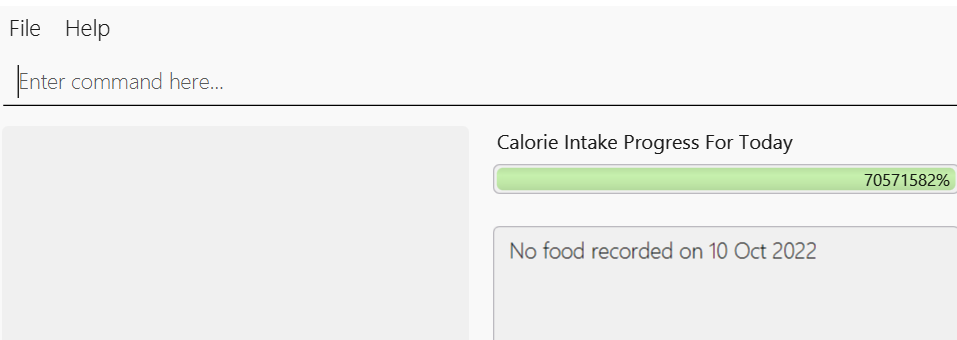 File Help
Enter command here...
Calorie Intake Progress For Today
70571582%
No food recorded on 10 Oct 2022